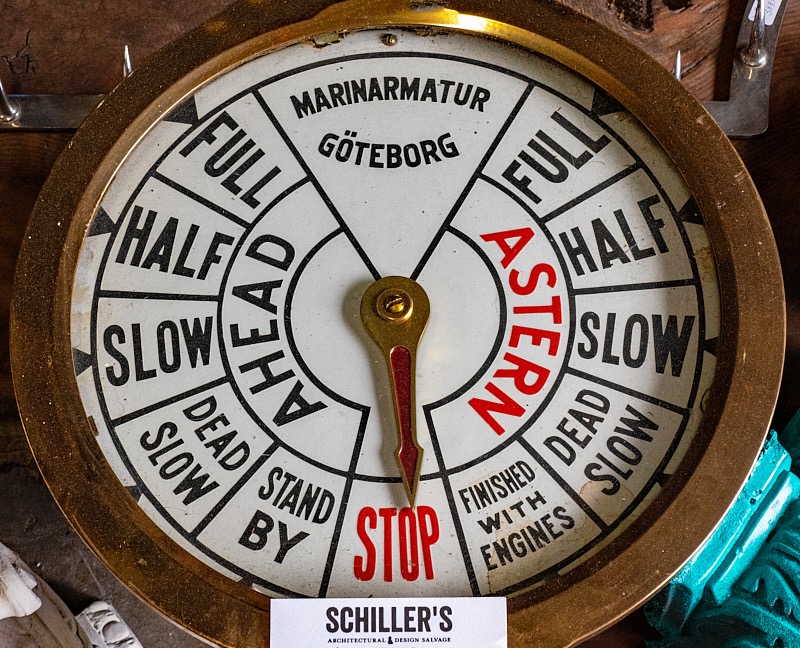 MARINARMATUR
GÖTEBORG
FULL
HALF
SLOW
DEAD
SLOW
STAND
BY
AHEAD
STOP
FULL
HALF
SLOW
DEAD
SLOW
FINISHED
WITH
ENGINES
ASTERN
SCHILLER'S
ARCHITECTURAL & DESIGN SALVAGE